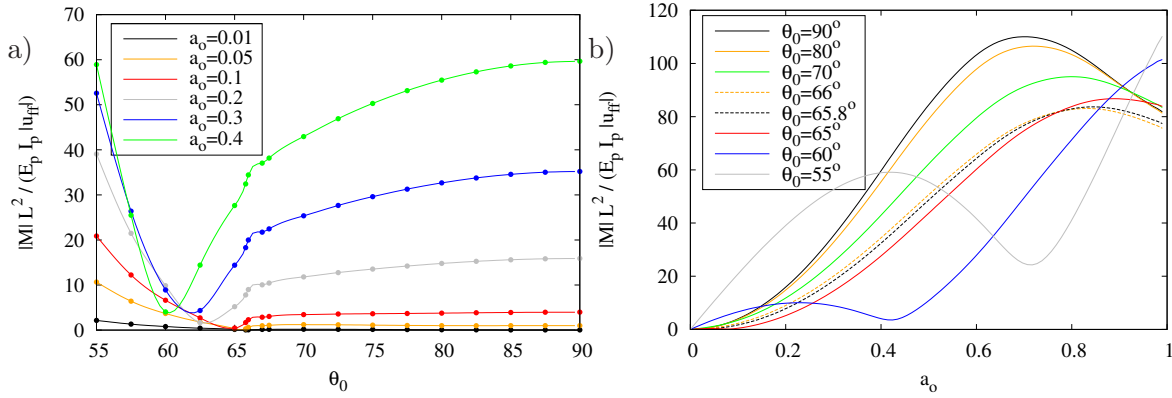 a)
|M| L² / (E_p I_p |u_ff|)
70
60
50
40
30
20
10
0
a_o=0.01
a_o=0.05
a_o=0.1
a_o=0.2
a_o=0.3
a_o=0.4
55 60 65 70 75 80 85 90
θ_0
b)
|M| L² / (E_p I_p |u_ff|)
120
100
80
60
40
20
0
θ_0=90°
θ_0=80°
θ_0=70°
θ_0=66°
θ_0=65.8°
θ_0=65°
θ_0=60°
θ_0=55°
0 0.2 0.4 0.6 0.8 1
a_o